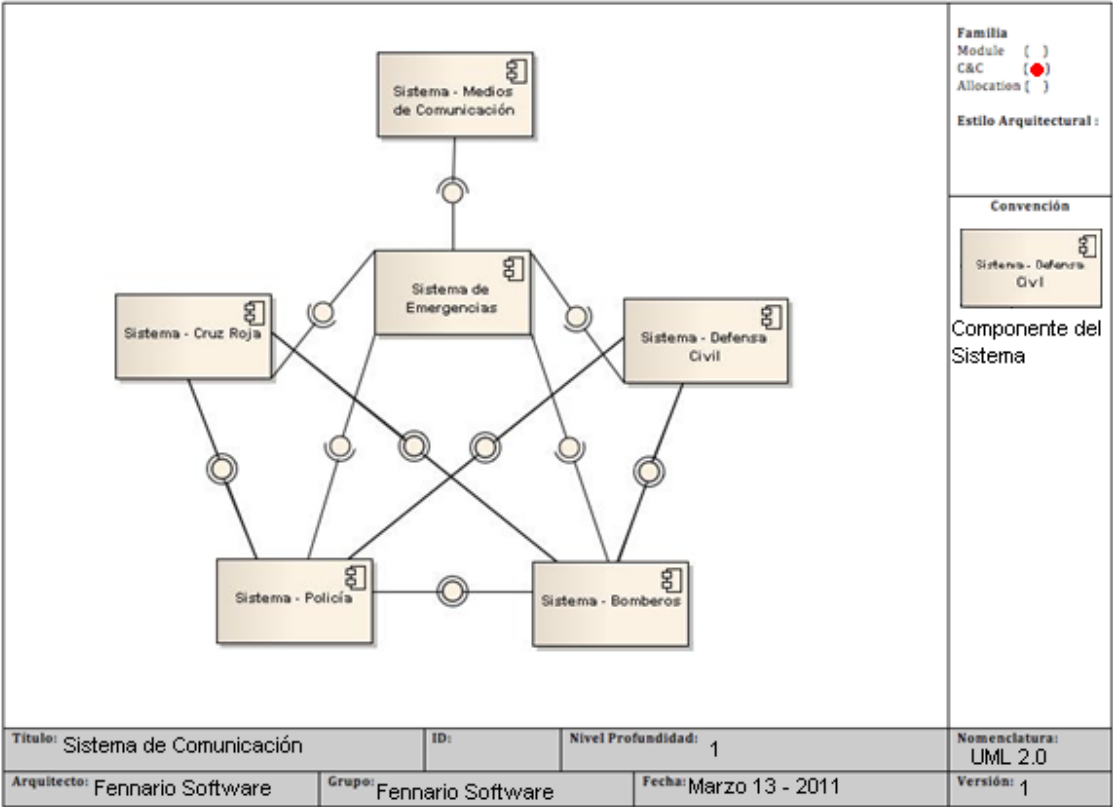 Sistema - Medios
de Comunicación
Sistema de
Emergencias
Sistema - Cruz Roja
Sistema - Defensa
Civil
Sistema - Policía
Sistema - Bomberos
Familia
Module ( )
C&C ( )
Allocation ( )
Estilo Arquitectural :
Convención
Sistema - Defensa
Civil
Componente del
Sistema
Título: Sistema de Comunicación
ID:
Nivel Profundidad: 1
Nomenclatura:
UML 2.0
Arquitecto: Fennario Software
Grupo: Fennario Software
Fecha: Marzo 13 - 2011
Versión: 1